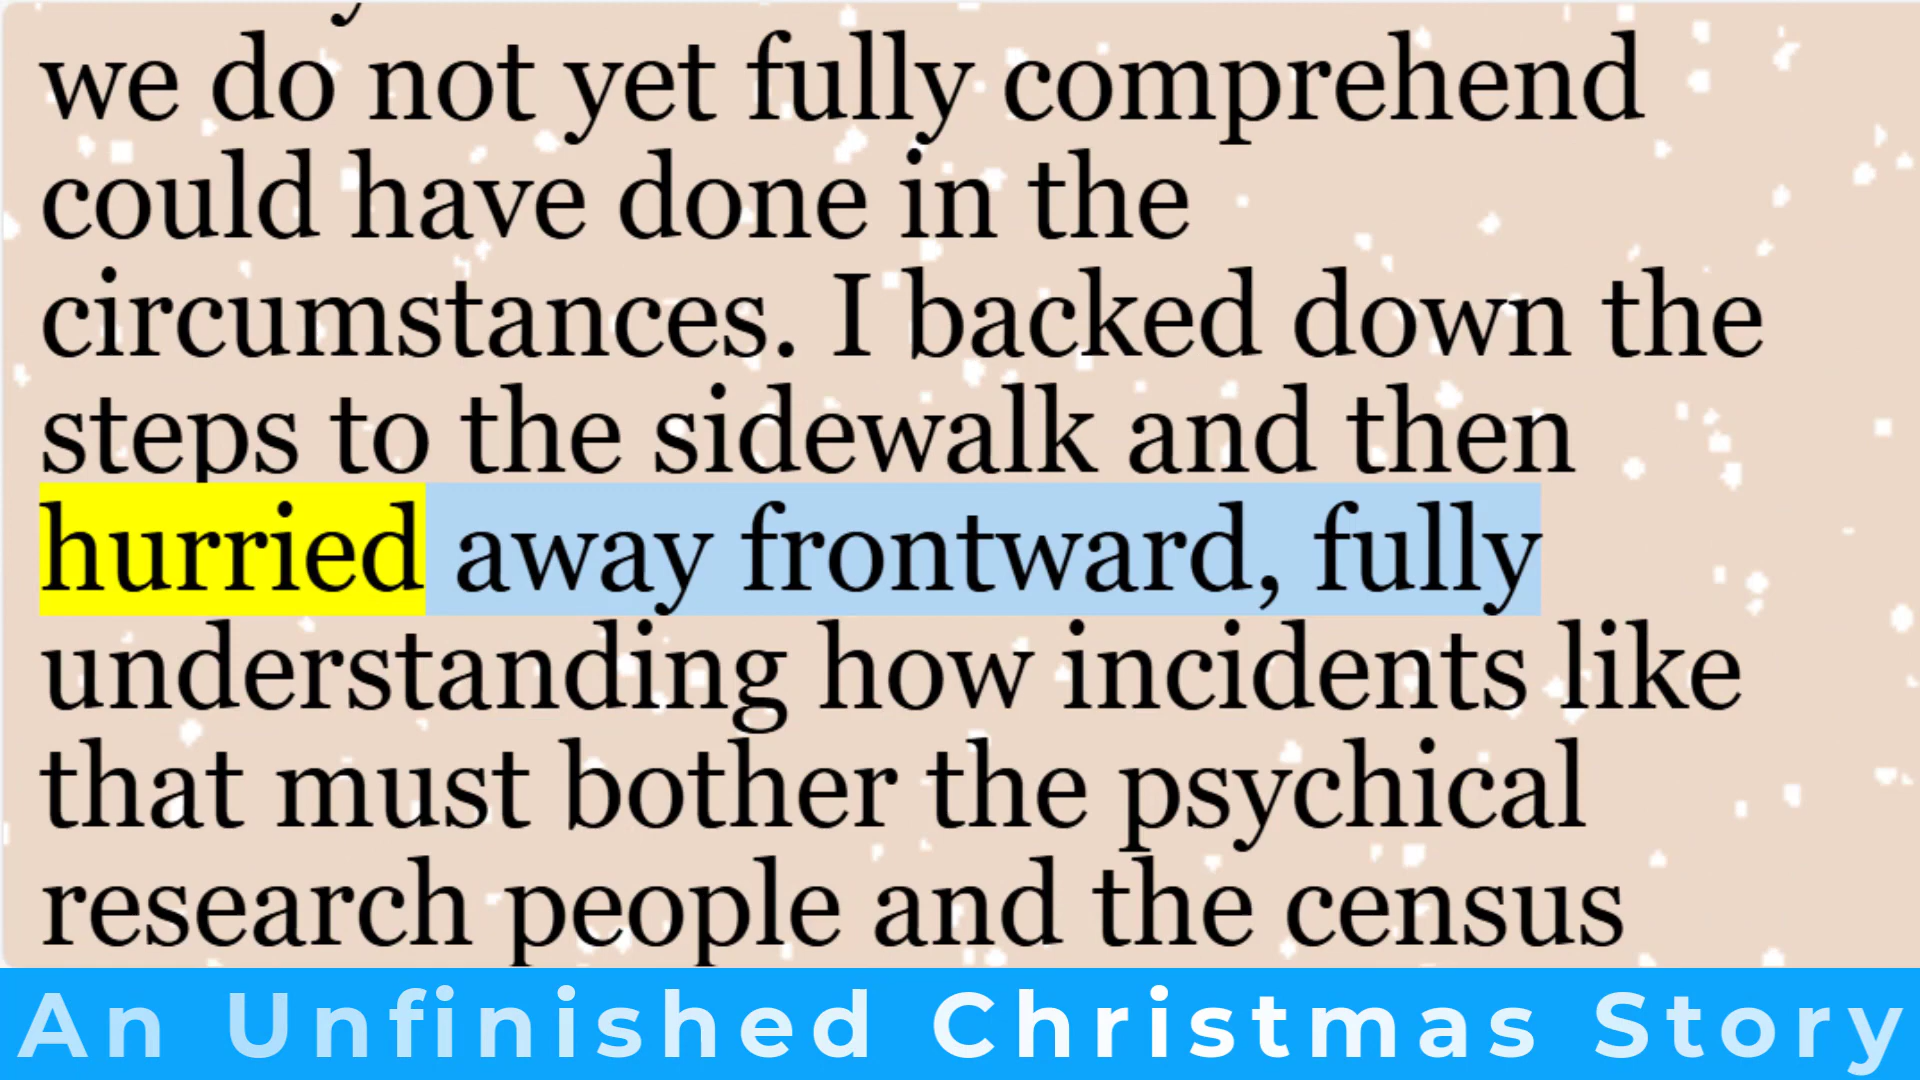 we do not yet fully comprehend
could have done in the
circumstances. I backed down the
steps to the sidewalk and then
hurried away frontward, fully
understanding how incidents like
that must bother the psychical
research people and the census
An Unfinished Christmas Story